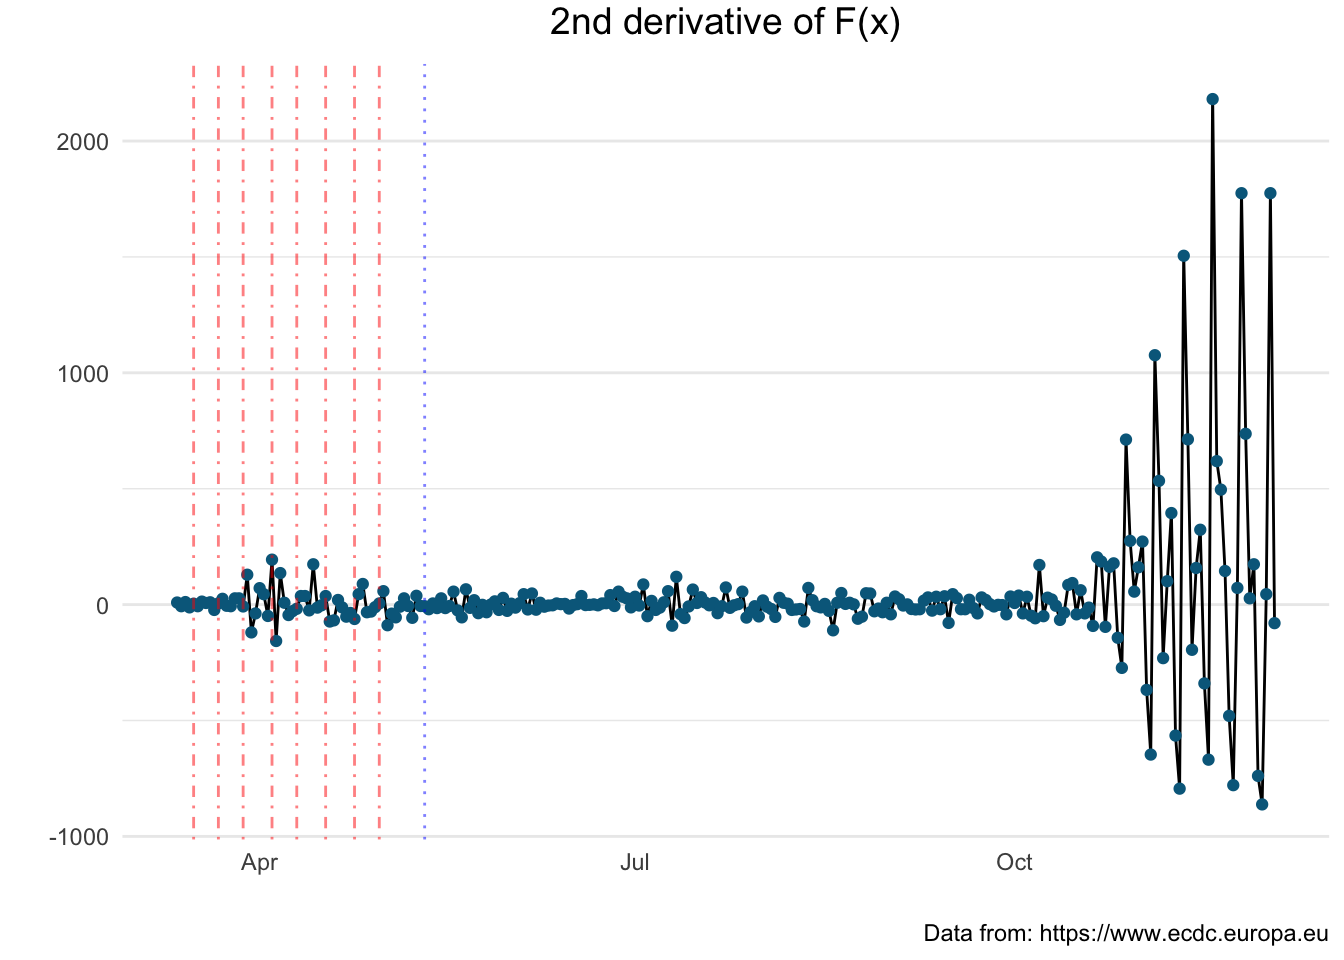 2nd derivative of F(x)
2000
1000
0
-1000
Apr Jul Oct
Data from: https://www.ecdc.europa.eu